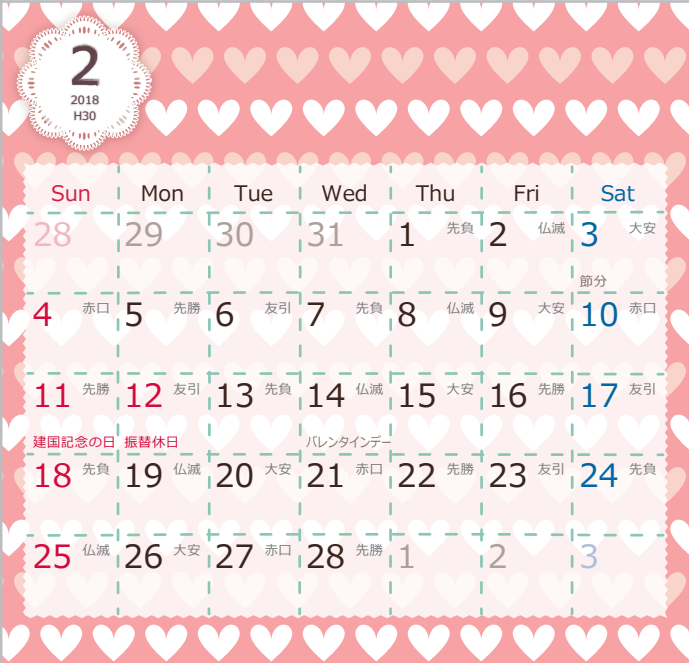 2
2018
H30
Sun Mon Tue Wed Thu Fri Sat
28 29 30 31 1 先負 2 仏滅 3 大安
節分
4 赤口 5 先勝 6 友引 7 先負 8 仏滅 9 大安 10 赤口
11 先勝 12 友引 13 先負 14 仏滅 15 大安 16 先勝 17 友引
建国記念の日 振替休日 バレンタインデー
18 先負 19 仏滅 20 大安 21 赤口 22 先勝 23 友引 24 先負
25 仏滅 26 大安 27 赤口 28 先勝 1 2 3